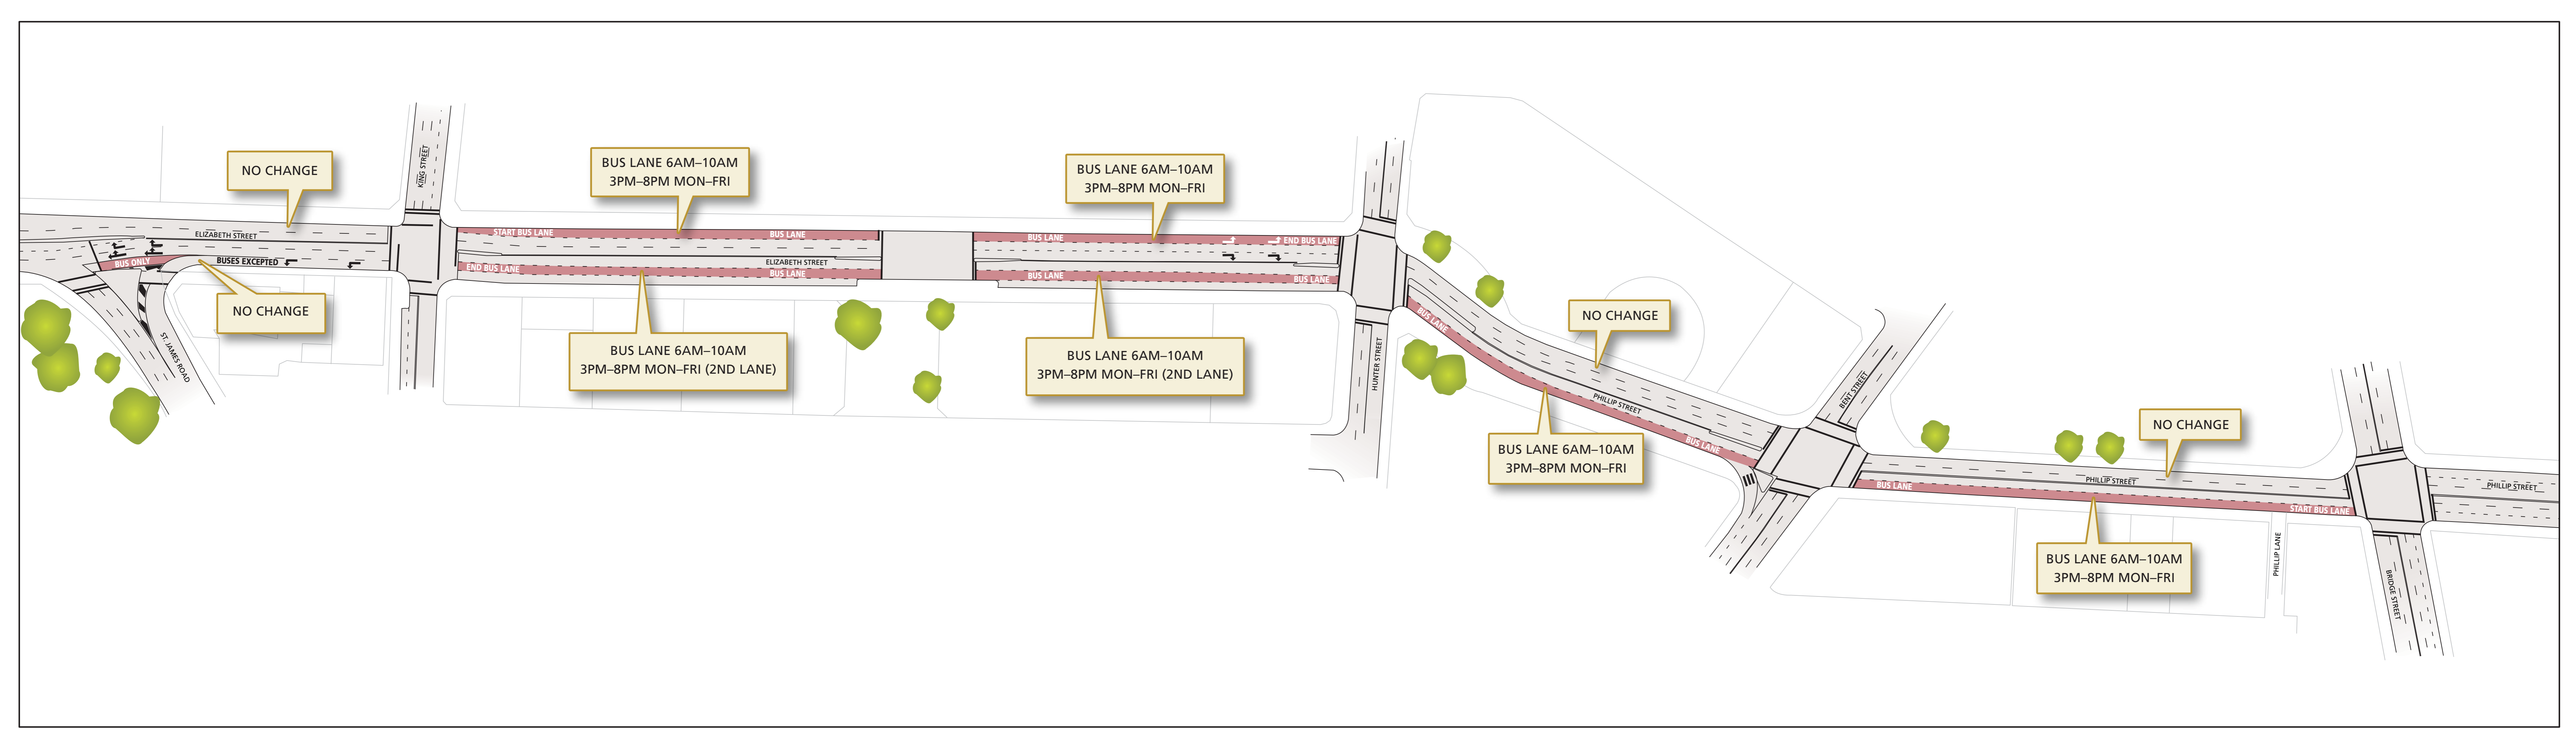 NO CHANGE
ELIZABETH STREET
BUS ONLY
BUSES EXCEPTED
NO CHANGE
ST. JAMES ROAD
KING STREET
BUS LANE 6AM–10AM
3PM–8PM MON–FRI
START BUS LANE
BUS LANE
END BUS LANE
ELIZABETH STREET
BUS LANE
BUS LANE 6AM–10AM
3PM–8PM MON–FRI (2ND LANE)
BUS LANE 6AM–10AM
3PM–8PM MON–FRI
BUS LANE
END BUS LANE
BUS LANE
BUS LANE
BUS LANE 6AM–10AM
3PM–8PM MON–FRI (2ND LANE)
HUNTER STREET
BUS LANE
NO CHANGE
PHILLIP STREET
BUS LANE
BUS LANE 6AM–10AM
3PM–8PM MON–FRI
BENT STREET
NO CHANGE
PHILLIP STREET
BUS LANE
START BUS LANE
BUS LANE 6AM–10AM
3PM–8PM MON–FRI
PHILLIP LANE
BRIDGE STREET
PHILLIP STREET